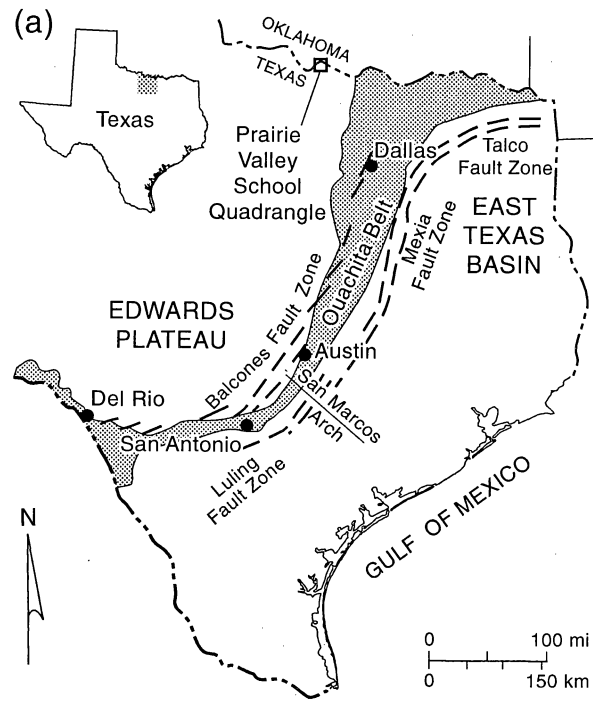 (a)
OKLAHOMA
TEXAS
Texas
Prairie
Valley
School
Quadrangle
Dallas
Talco
Fault Zone
Ouachita Belt
Mexia
Fault Zone
EAST
TEXAS
BASIN
EDWARDS
PLATEAU
Balcones Fault Zone
Austin
Del Rio
San Antonio
San Marcos
Arch
Luling
Fault Zone
GULF OF MEXICO
N
0 100 mi
0 150 km